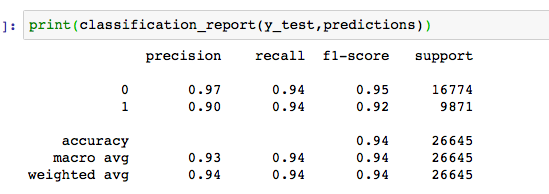 ]: print(classification_report(y_test,predictions))
precision recall f1-score support
0 0.97 0.94 0.95 16774
1 0.90 0.94 0.92 9871
accuracy 0.94 26645
macro avg 0.93 0.94 0.94 26645
weighted avg 0.94 0.94 0.94 26645